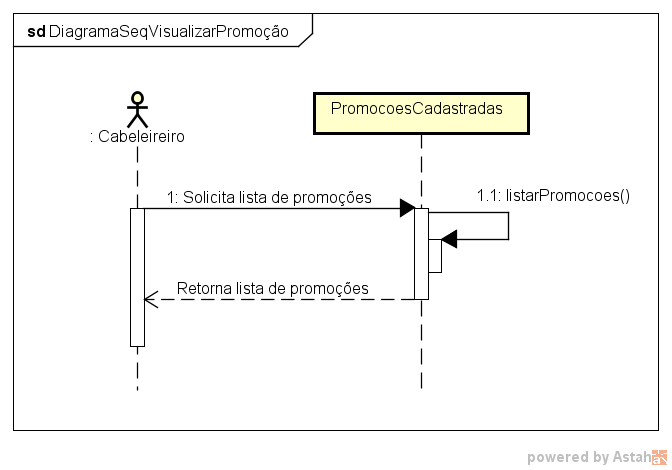 sd DiagramaSeqVisualizarPromoção
PromocoesCadastradas
: Cabeleireiro
1: Solicita lista de promoções
1.1: listarPromocoes()
Retorna lista de promoções
powered by Astah